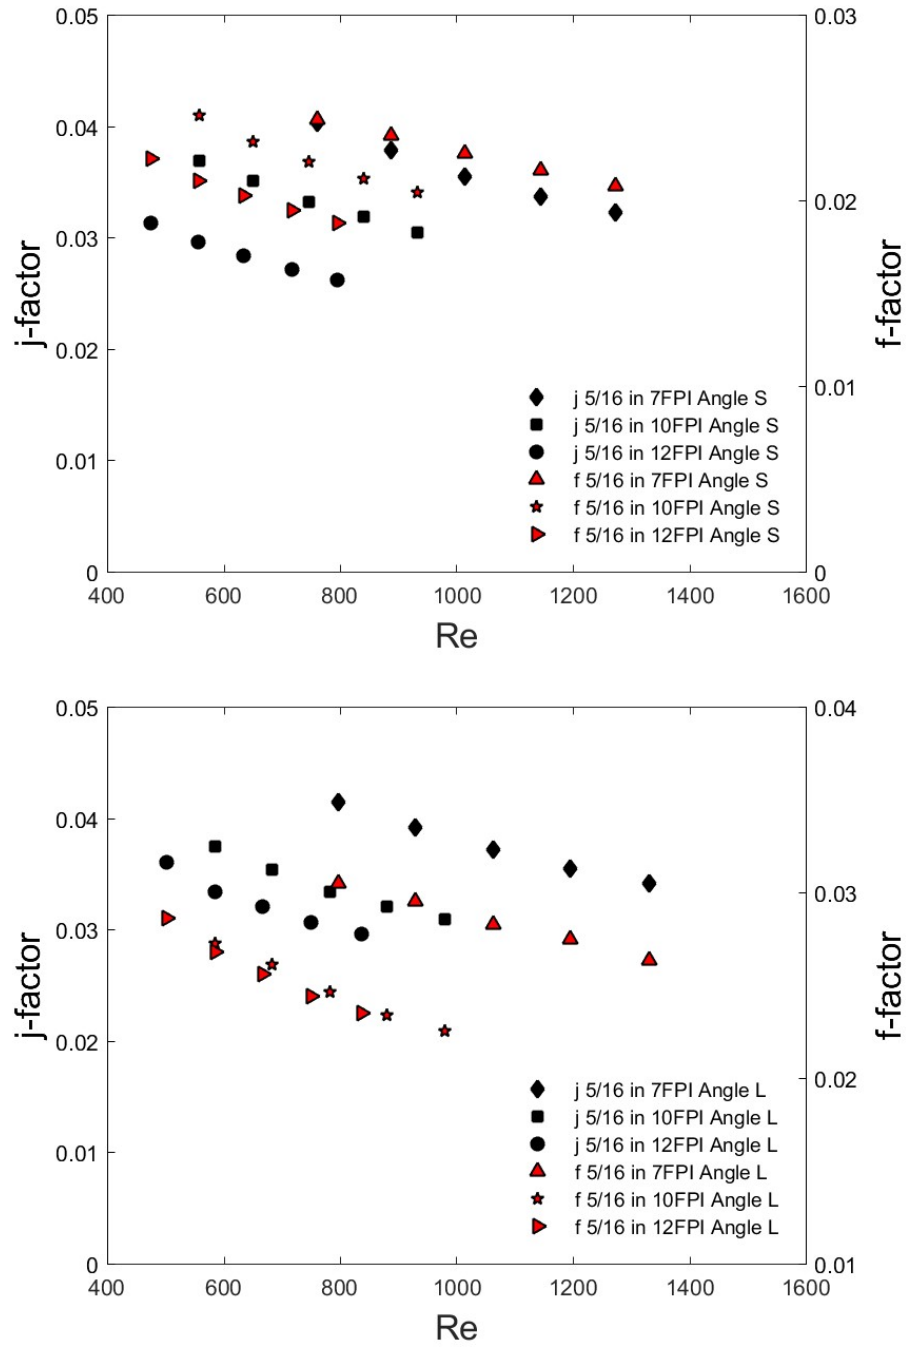 0.05
0.04
0.03
0.02
0.01
0
j-factor
0.03
0.02
0.01
0
f-factor
j 5/16 in 7FPI Angle S
j 5/16 in 10FPI Angle S
j 5/16 in 12FPI Angle S
f 5/16 in 7FPI Angle S
f 5/16 in 10FPI Angle S
f 5/16 in 12FPI Angle S
400 600 800 1000 1200 1400 1600
Re
0.05
0.04
0.03
0.02
0.01
0
j-factor
0.04
0.03
0.02
0.01
f-factor
j 5/16 in 7FPI Angle L
j 5/16 in 10FPI Angle L
j 5/16 in 12FPI Angle L
f 5/16 in 7FPI Angle L
f 5/16 in 10FPI Angle L
f 5/16 in 12FPI Angle L
400 600 800 1000 1200 1400 1600
Re